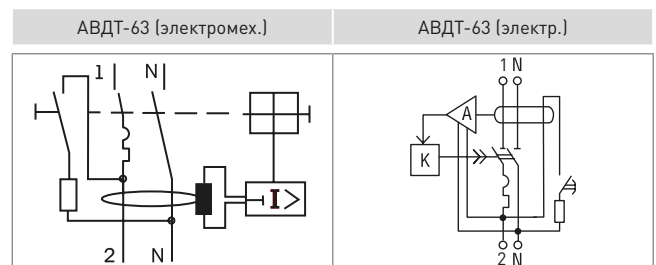 АВДТ-63 (электромех.)
АВДТ-63 (электр.)
1 N
I >
2 N
1 N
A
K
2 N